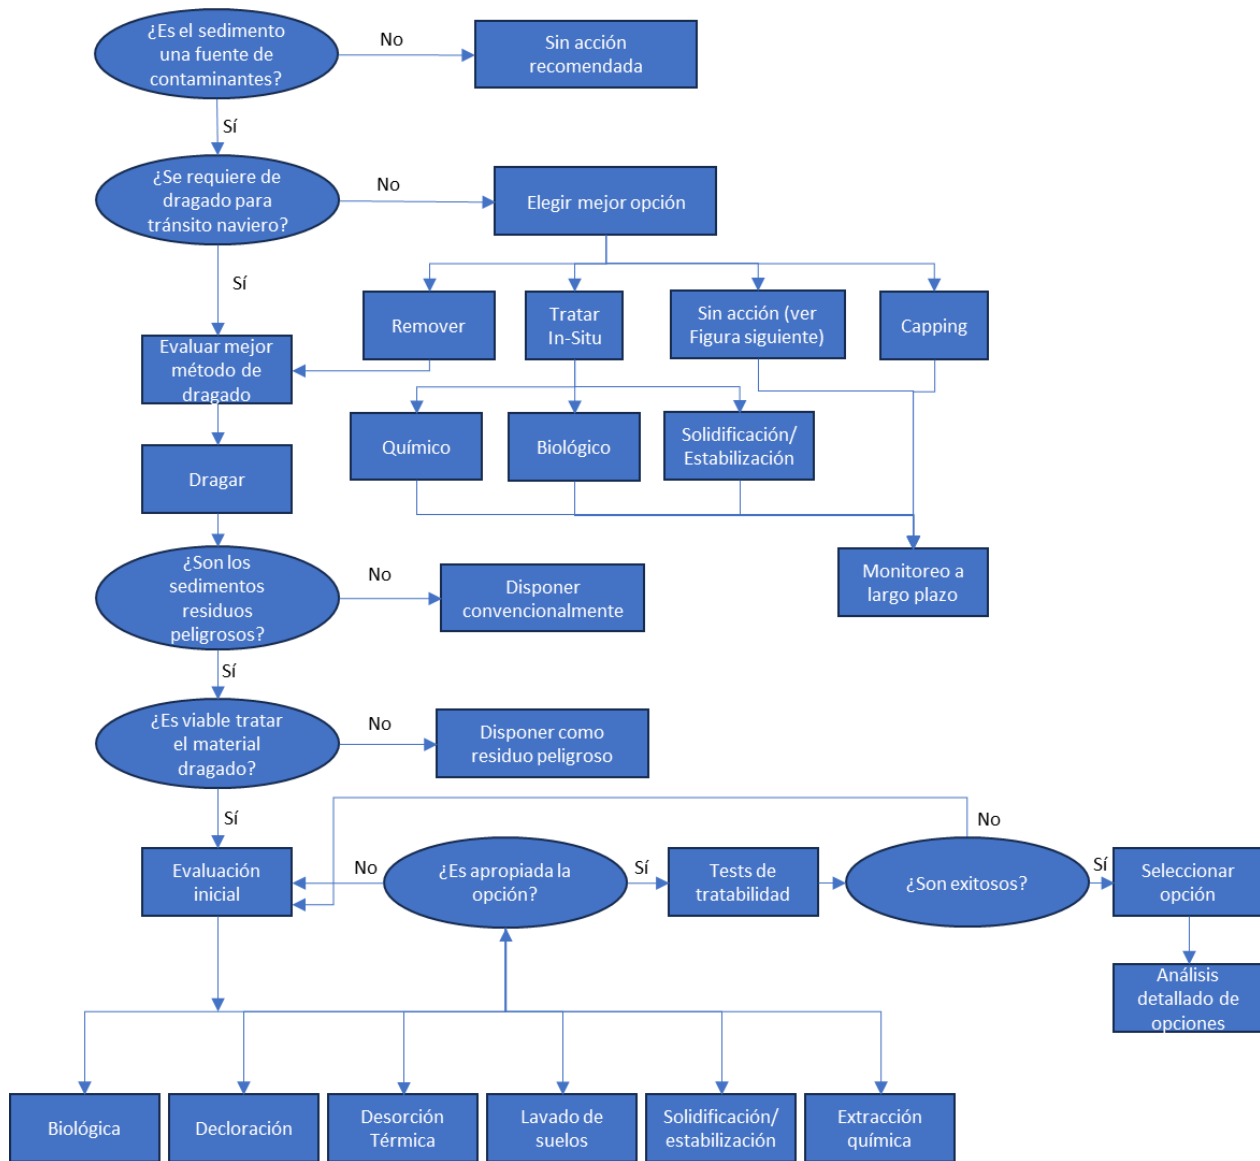 ¿Es el sedimento
una fuente de
contaminantes?
No
Sin acción
recomendada
Sí
¿Se requiere de
dragado para
tránsito naviero?
No
Elegir mejor opción
Sí
Remover
Tratar
In-Situ
Sin acción (ver
Figura siguiente)
Capping
Evaluar mejor
método de
dragado
Químico
Biológico
Solidificación/
Estabilización
Dragar
¿Son los
sedimentos
residuos
peligrosos?
No
Disponer
convencionalmente
Monitoreo a
largo plazo
Sí
¿Es viable tratar
el material
dragado?
No
Disponer como
residuo peligroso
Sí
Evaluación
inicial
No
¿Es apropiada la
opción?
Sí
Tests de
tratabilidad
No
¿Son exitosos?
Sí
Seleccionar
opción
Análisis
detallado de
opciones
Biológica
Decloración
Desorción
Térmica
Lavado de
suelos
Solidificación/
estabilización
Extracción
química